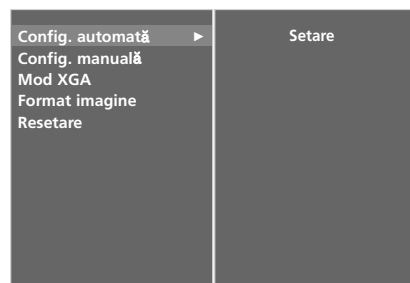 Config. automată ►
Setare
Config. manuală
Mod XGA
Format imagine
Resetare